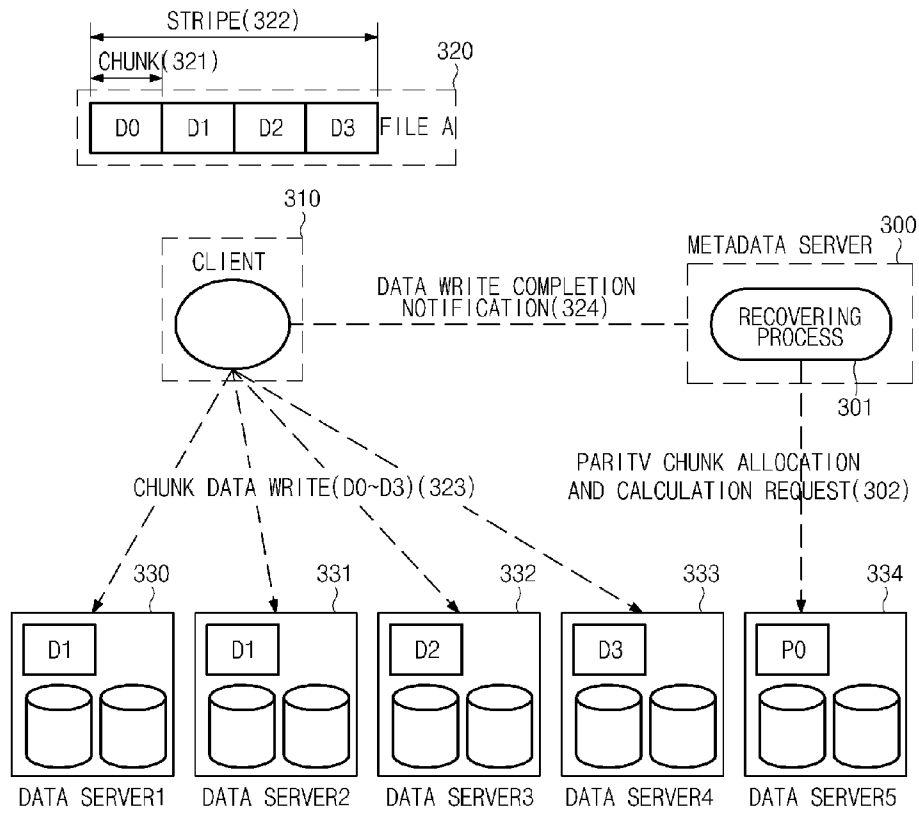 STRIPE(322)
CHUNK(321)
320
D0 D1 D2 D3 FILE A
310
CLIENT
300
METADATA SERVER
DATA WRITE COMPLETION
NOTIFICATION(324)
RECOVERING
PROCESS
301
PARITV CHUNK ALLOCATION
AND CALCULATION REQUEST(302)
CHUNK DATA WRITE(D0~D3)(323)
330 331 332 333 334
D1 D1 D2 D3 P0
DATA SERVER1 DATA SERVER2 DATA SERVER3 DATA SERVER4 DATA SERVER5